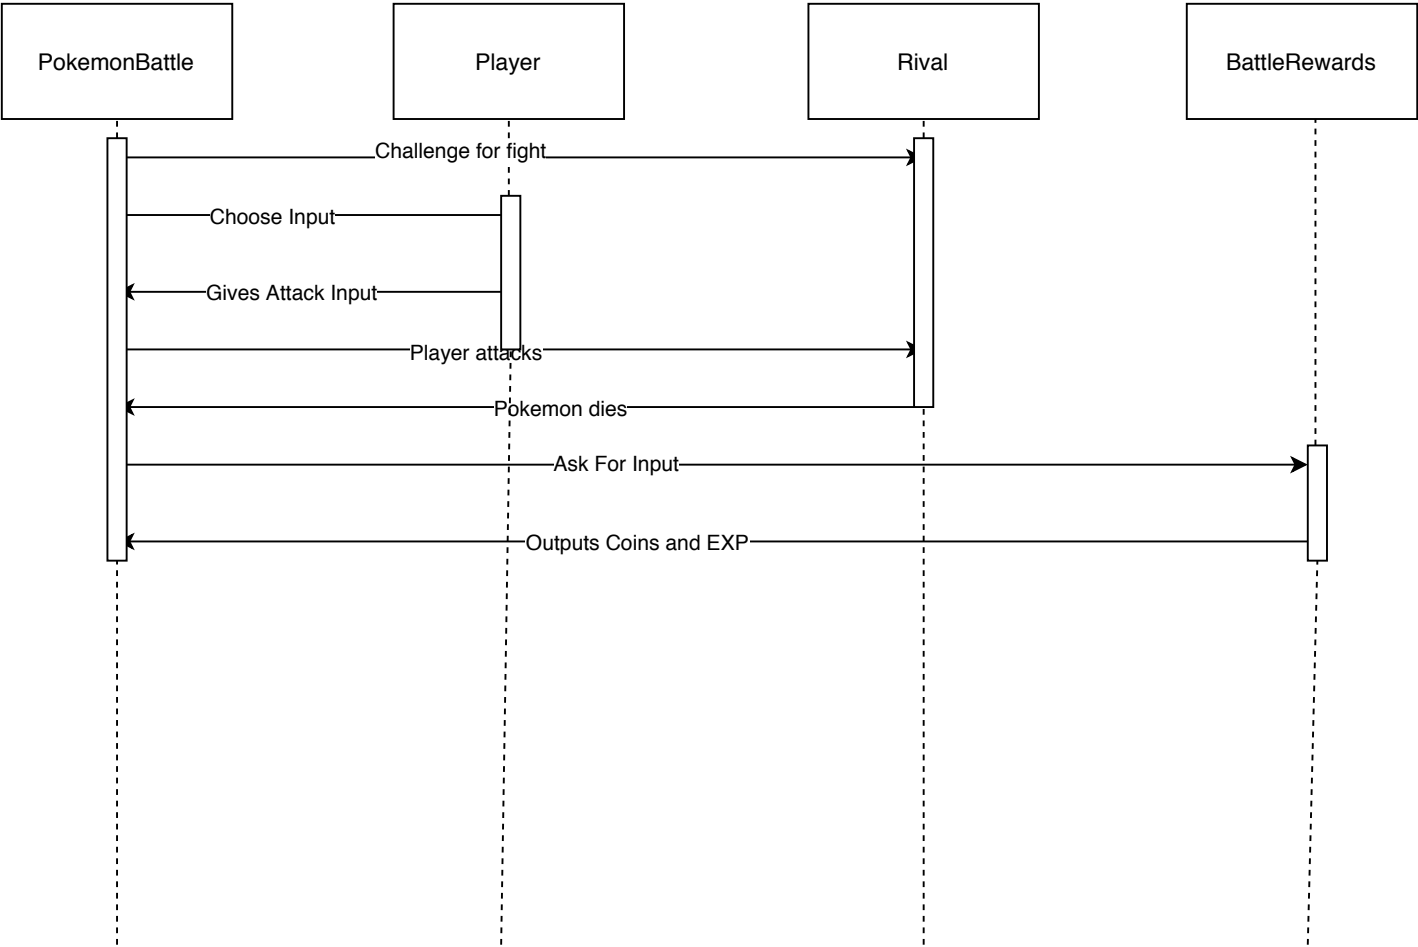 PokemonBattle
Player
Rival
BattleRewards
Challenge for fight
Choose Input
Gives Attack Input
Player attacks
Pokemon dies
Ask For Input
Outputs Coins and EXP